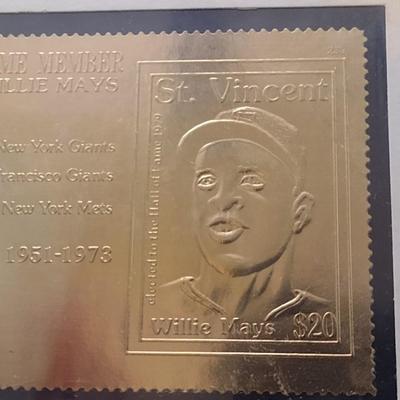 ME MEMBER
ILLIE MAYS
New York Giants
Francisco Giants
New York Mets
1951-1973
St. Vincent
elected to the Hall of Fame 1979
Willie Mays $20